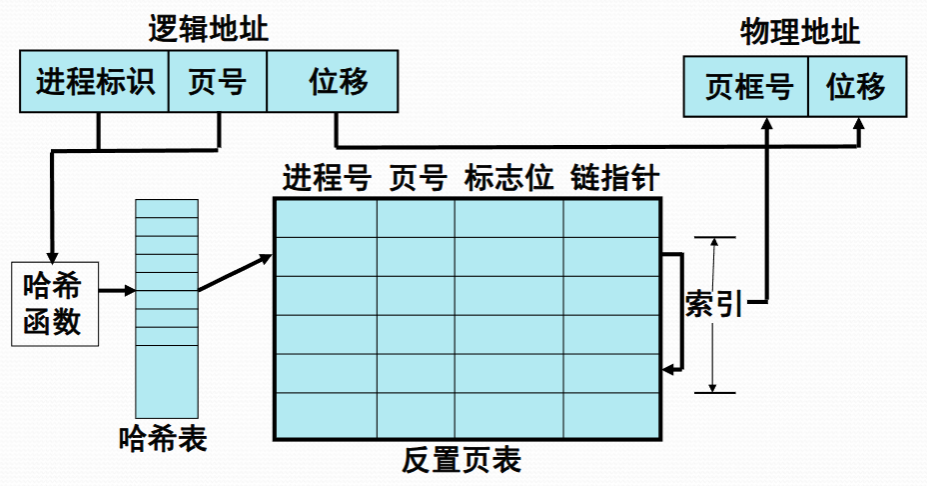 逻辑地址
物理地址
进程标识 页号 位移
页框号 位移
进程号 页号 标志位 链指针
哈希
函数
索引
哈希表
反置页表